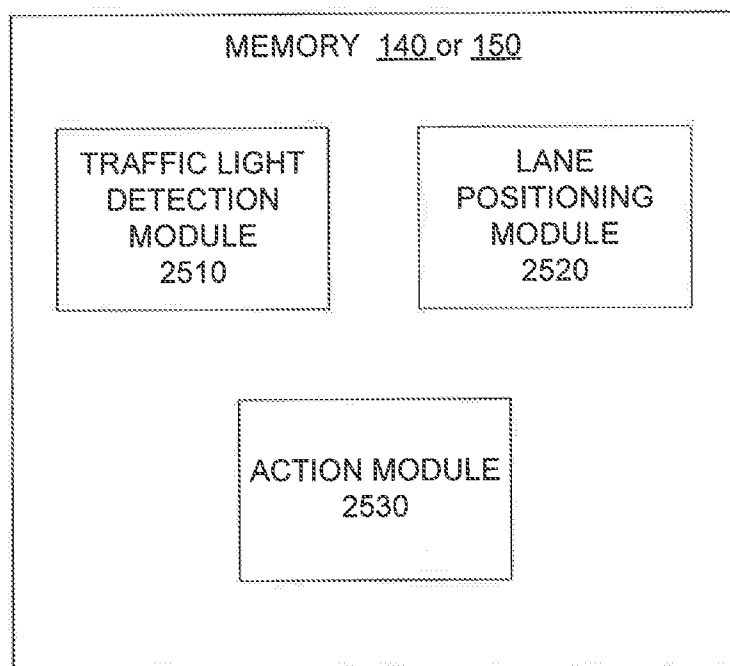 MEMORY 140 or 150
TRAFFIC LIGHT
DETECTION
MODULE
2510
LANE
POSITIONING
MODULE
2520
ACTION MODULE
2530